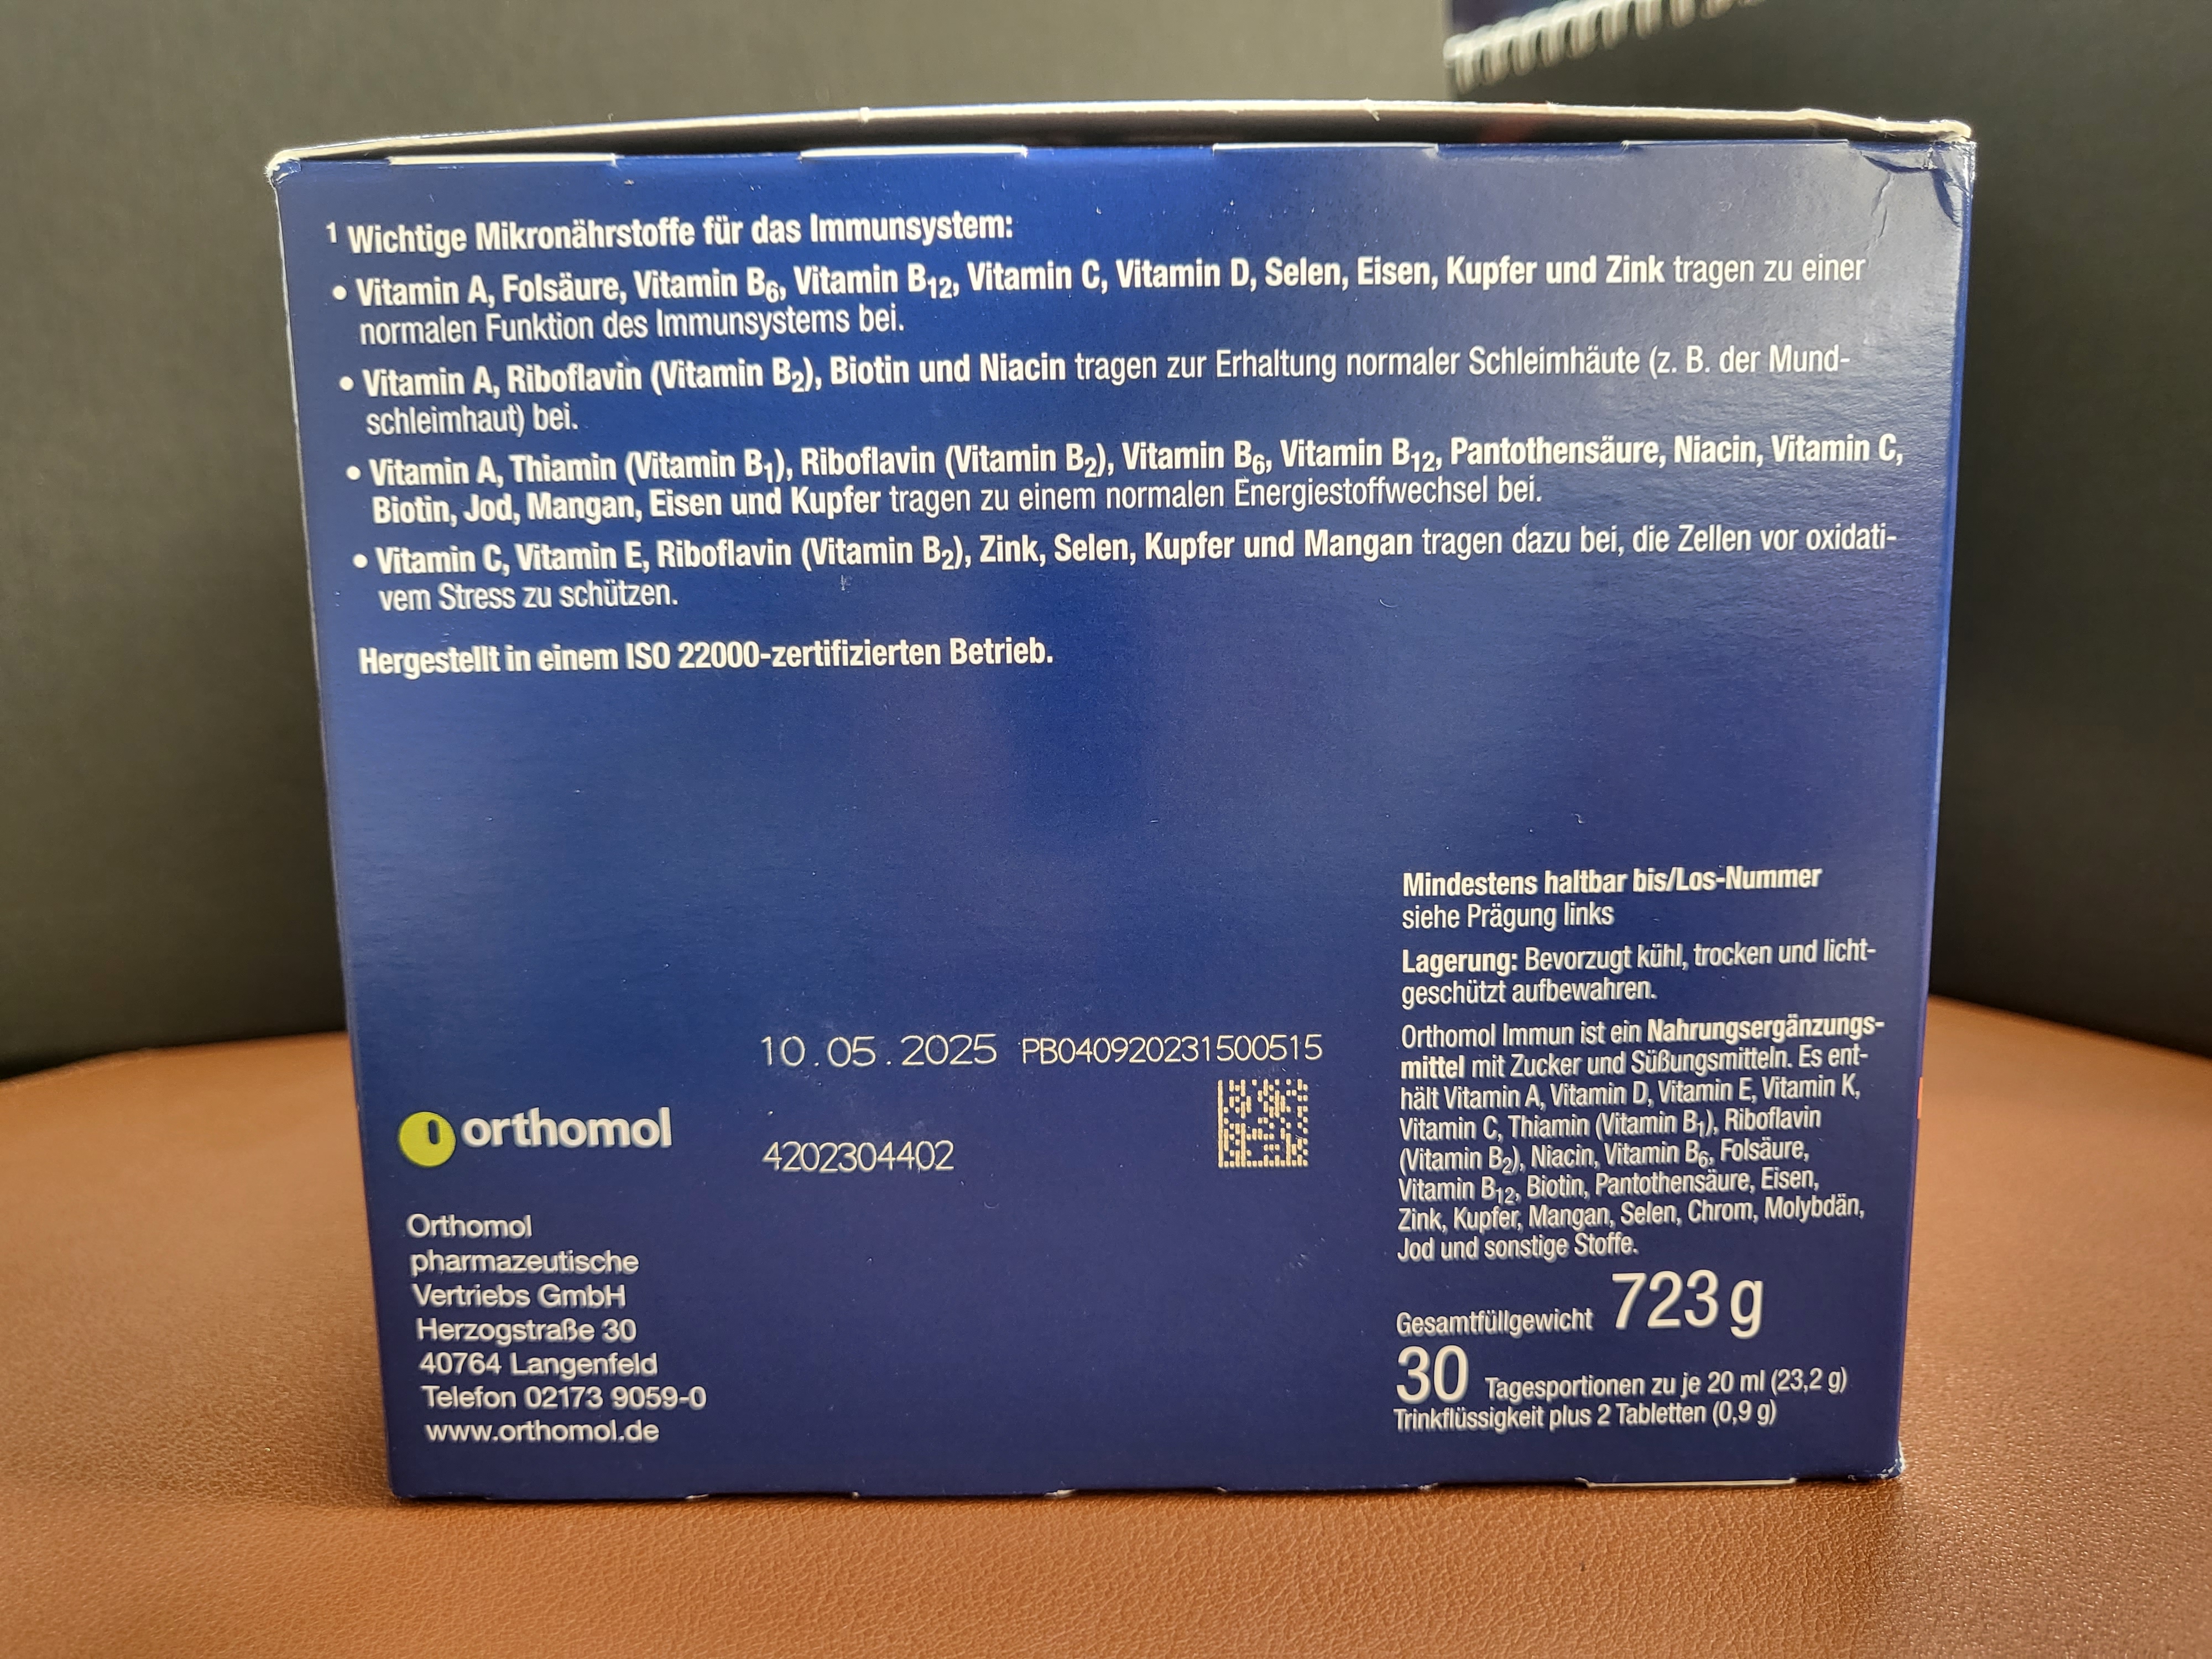 ¹ Wichtige Mikronährstoffe für das Immunsystem:
• Vitamin A, Folsäure, Vitamin B₆, Vitamin B₁₂, Vitamin C, Vitamin D, Selen, Eisen, Kupfer und Zink tragen zu einer
normalen Funktion des Immunsystems bei.
• Vitamin A, Riboflavin (Vitamin B₂), Biotin und Niacin tragen zur Erhaltung normaler Schleimhäute (z. B. der Mund-
schleimhaut) bei.
• Vitamin A, Thiamin (Vitamin B₁), Riboflavin (Vitamin B₂), Vitamin B₆, Vitamin B₁₂, Pantothensäure, Niacin, Vitamin C,
Biotin, Jod, Mangan, Eisen und Kupfer tragen zu einem normalen Energiestoffwechsel bei.
• Vitamin C, Vitamin E, Riboflavin (Vitamin B₂), Zink, Selen, Kupfer und Mangan tragen dazu bei, die Zellen vor oxidati-
vem Stress zu schützen.
Hergestellt in einem ISO 22000-zertifizierten Betrieb.
10.05.2025 PB040920231500515
4202304402
orthomol
Orthomol
pharmazeutische
Vertriebs GmbH
Herzogstraße 30
40764 Langenfeld
Telefon 02173 9059-0
www.orthomol.de
Mindestens haltbar bis/Los-Nummer
siehe Prägung links
Lagerung: Bevorzugt kühl, trocken und licht-
geschützt aufbewahren.
Orthomol Immun ist ein Nahrungsergänzungs-
mittel mit Zucker und Süßungsmitteln. Es ent-
hält Vitamin A, Vitamin D, Vitamin E, Vitamin K,
Vitamin C, Thiamin (Vitamin B₁), Riboflavin
(Vitamin B₂), Niacin, Vitamin B₆, Folsäure,
Vitamin B₁₂, Biotin, Pantothensäure, Eisen,
Zink, Kupfer, Mangan, Selen, Chrom, Molybdän,
Jod und sonstige Stoffe.
Gesamtfüllgewicht 723 g
30 Tagesportionen zu je 20 ml (23,2 g)
Trinkflüssigkeit plus 2 Tabletten (0,9 g)